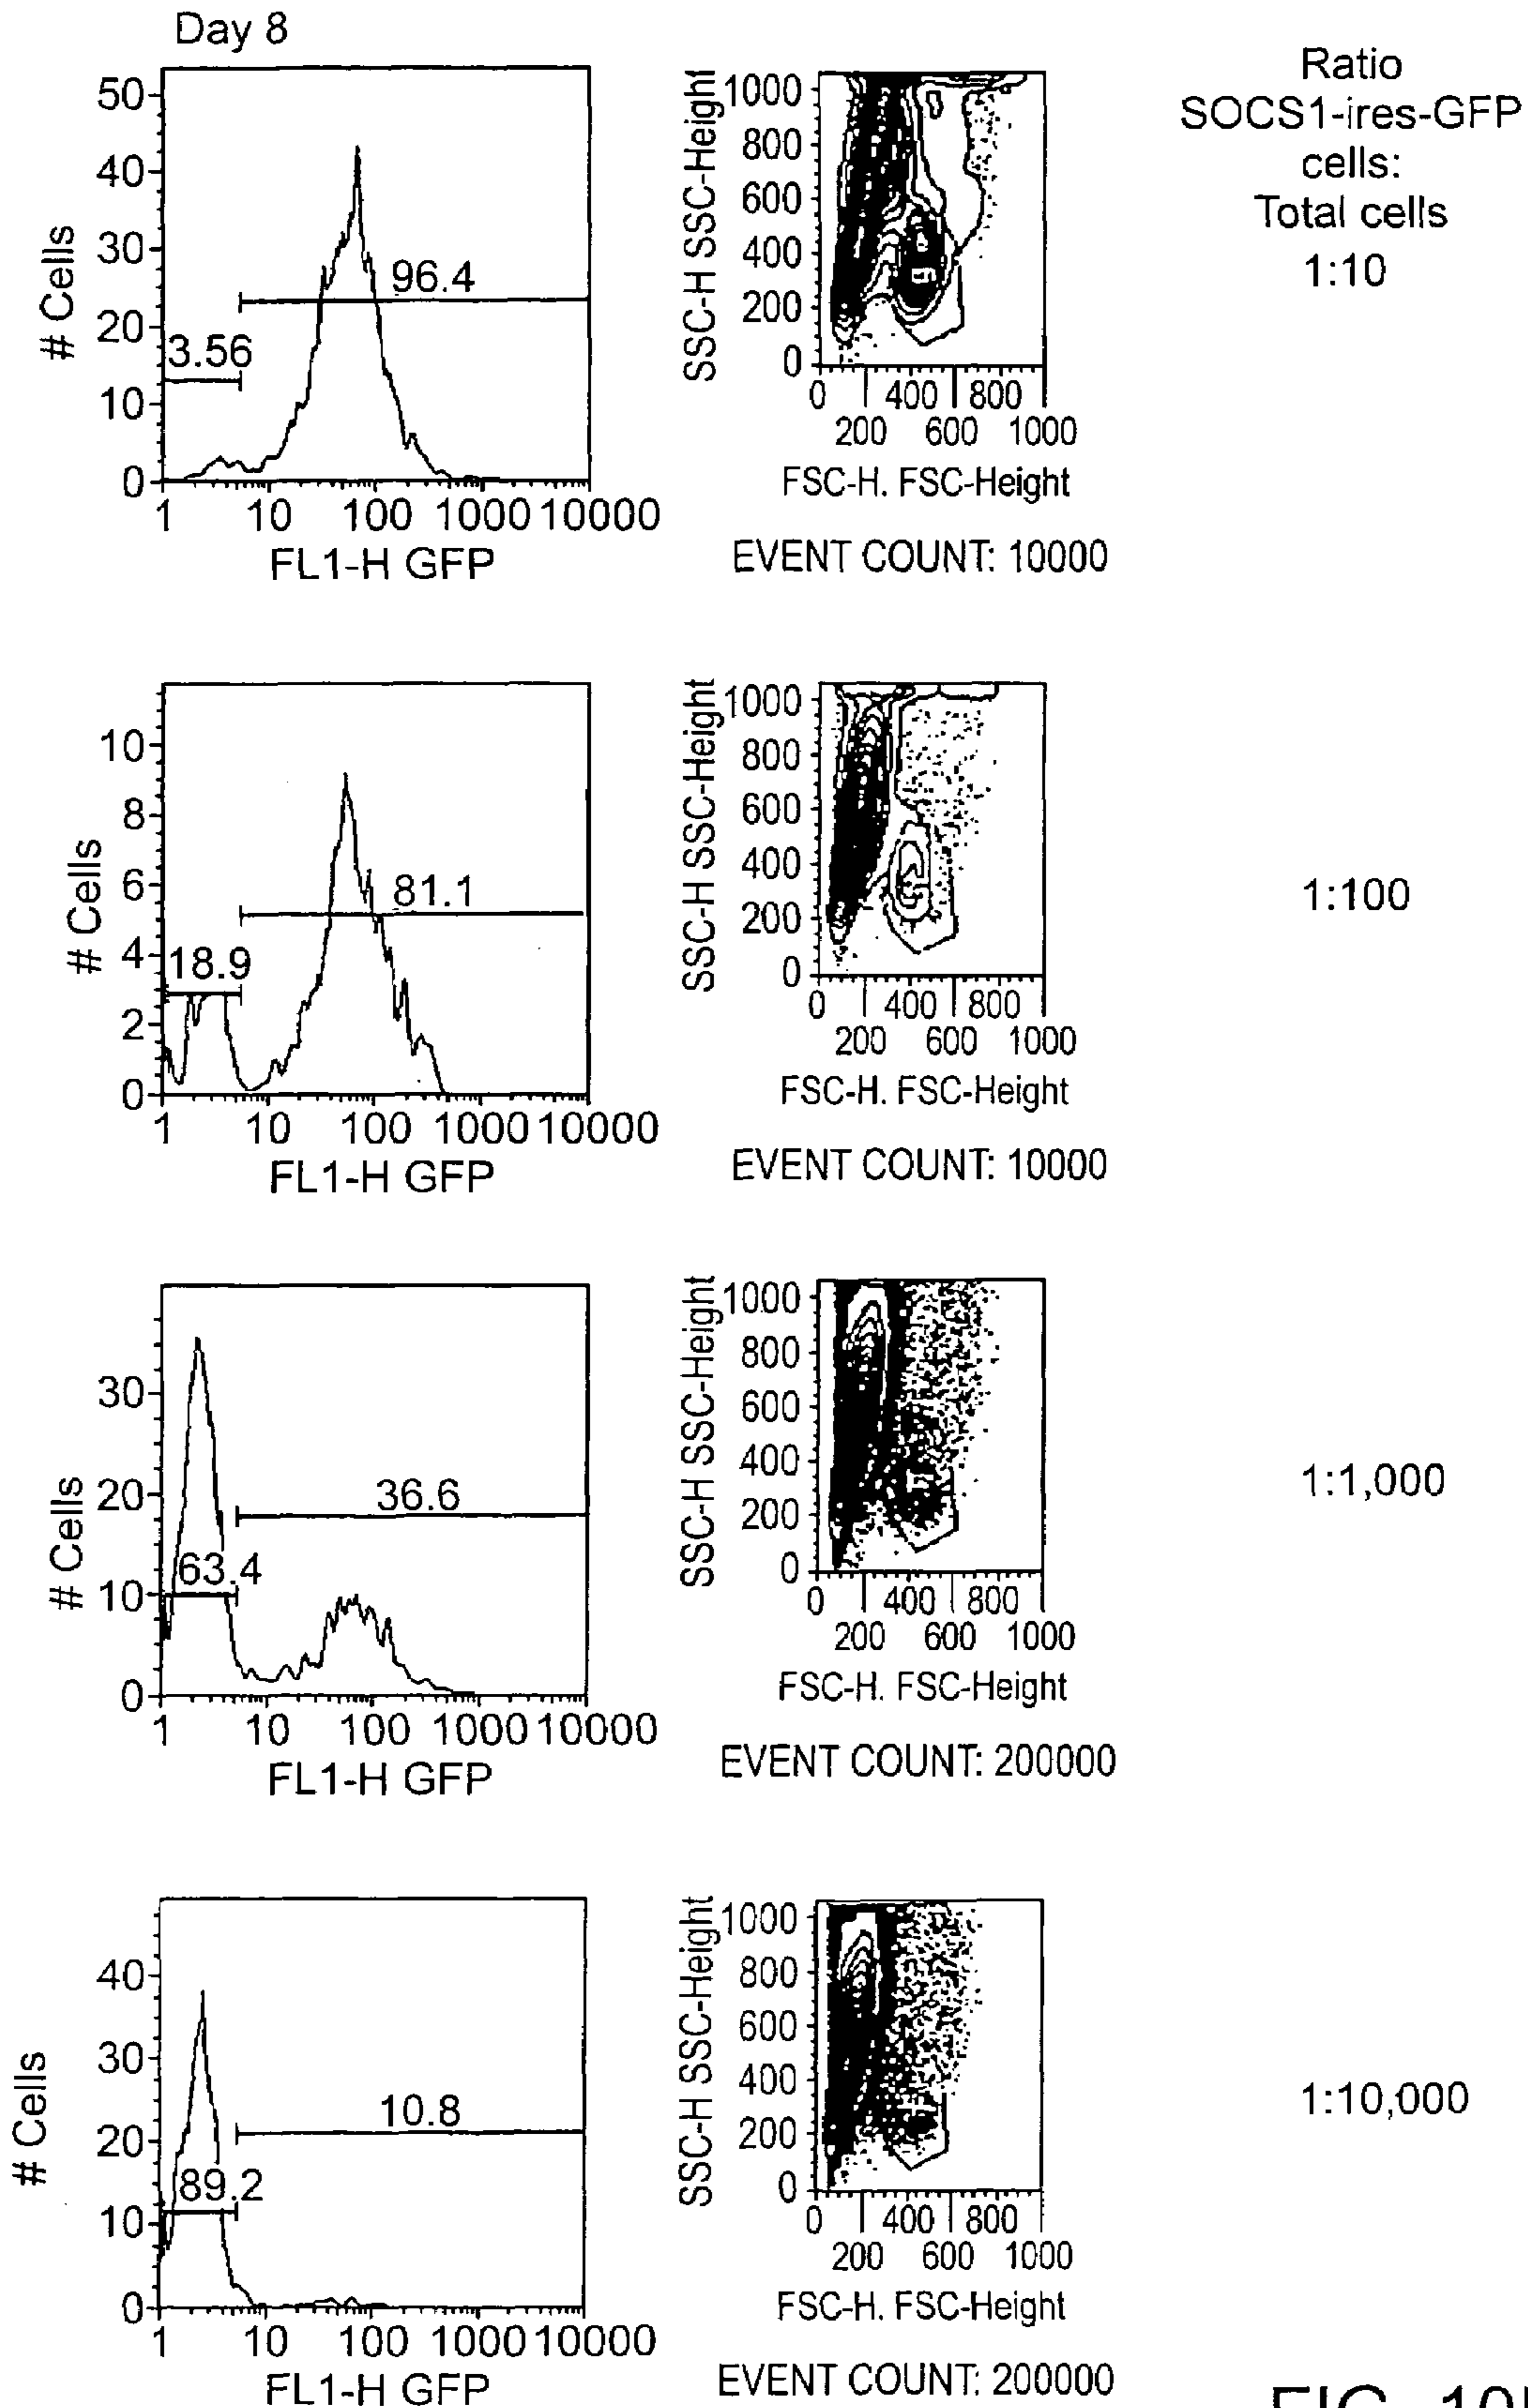 Day 8
50
40
30
20
10
0
# Cells
96.4
3.56
1 10 100 1000 10000
FL1-H GFP
SSC-H SSC-Height
1000
800
600
400
200
0
0 400 800
200 600 1000
FSC-H. FSC-Height
EVENT COUNT: 10000
Ratio
SOCS1-ires-GFP
cells:
Total cells
1:10
10
8
6
4
2
0
# Cells
81.1
18.9
1 10 100 1000 10000
FL1-H GFP
SSC-H SSC-Height
1000
800
600
400
200
0
0 400 800
200 600 1000
FSC-H. FSC-Height
EVENT COUNT: 10000
1:100
30
20
10
0
# Cells
36.6
63.4
1 10 100 1000 10000
FL1-H GFP
SSC-H SSC-Height
1000
800
600
400
200
0
0 400 800
200 600 1000
FSC-H. FSC-Height
EVENT COUNT: 200000
1:1,000
40
30
20
10
0
# Cells
10.8
89.2
1 10 100 1000 10000
FL1-H GFP
SSC-H SSC-Height
1000
800
600
400
200
0
0 400 800
200 600 1000
FSC-H. FSC-Height
EVENT COUNT: 200000
1:10,000
FIG.